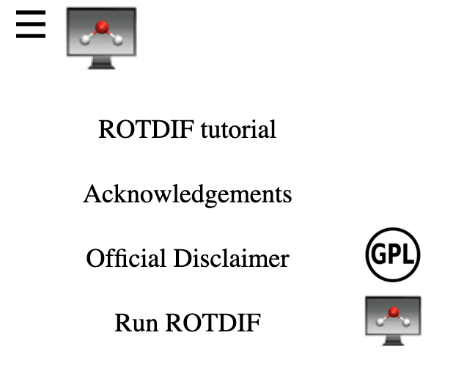 ROTDIF tutorial
Acknowledgements
Official Disclaimer
GPL
Run ROTDIF